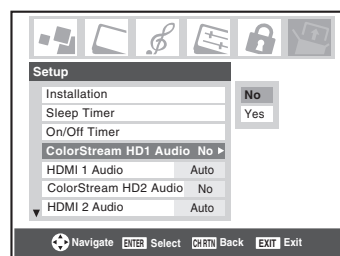 Setup
Installation
No
Sleep Timer
Yes
On/Off Timer
ColorStream HD1 Audio No
HDMI 1 Audio Auto
ColorStream HD2 Audio No
HDMI 2 Audio Auto
Navigate ENTER Select CH RTN Back EXIT Exit